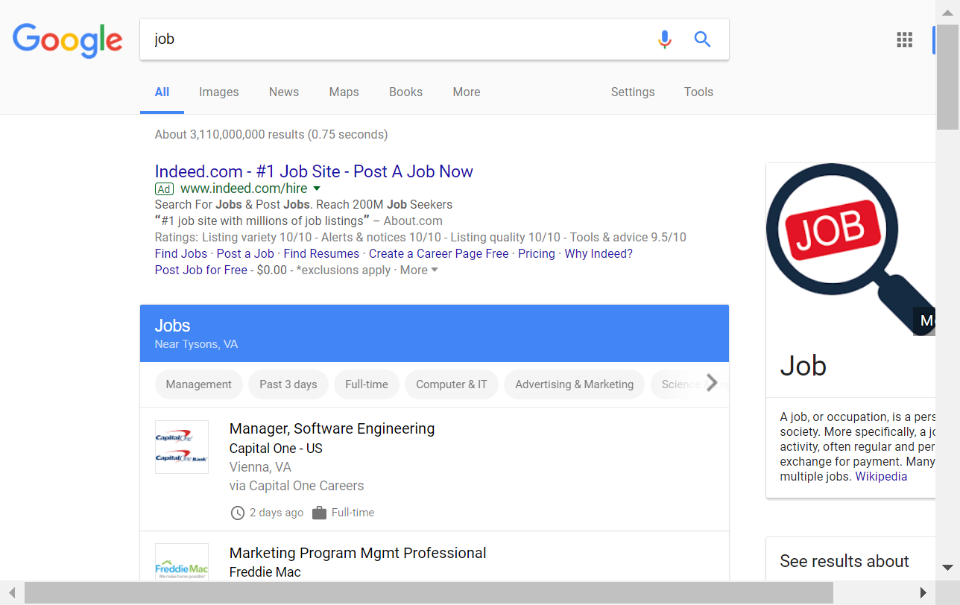 Google
job
All Images News Maps Books More Settings Tools
About 3,110,000,000 results (0.75 seconds)
Indeed.com - #1 Job Site - Post A Job Now
Ad www.indeed.com/hire
Search For Jobs & Post Jobs. Reach 200M Job Seekers
“#1 job site with millions of job listings” – About.com
Ratings: Listing variety 10/10 - Alerts & notices 10/10 - Listing quality 10/10 - Tools & advice 9.5/10
Find Jobs · Post a Job · Find Resumes · Create a Career Page Free · Pricing · Why Indeed?
Post Job for Free - $0.00 - *exclusions apply · More
Jobs
Near Tysons, VA
Management Past 3 days Full-time Computer & IT Advertising & Marketing Science
Capital One
Capital One Bank
Manager, Software Engineering
Capital One - US
Vienna, VA
via Capital One Careers
2 days ago Full-time
Freddie Mac
We make home possible
Marketing Program Mgmt Professional
Freddie Mac
JOB
Job
A job, or occupation, is a pers
society. More specifically, a jo
activity, often regular and per
exchange for payment. Many
multiple jobs. Wikipedia
See results about